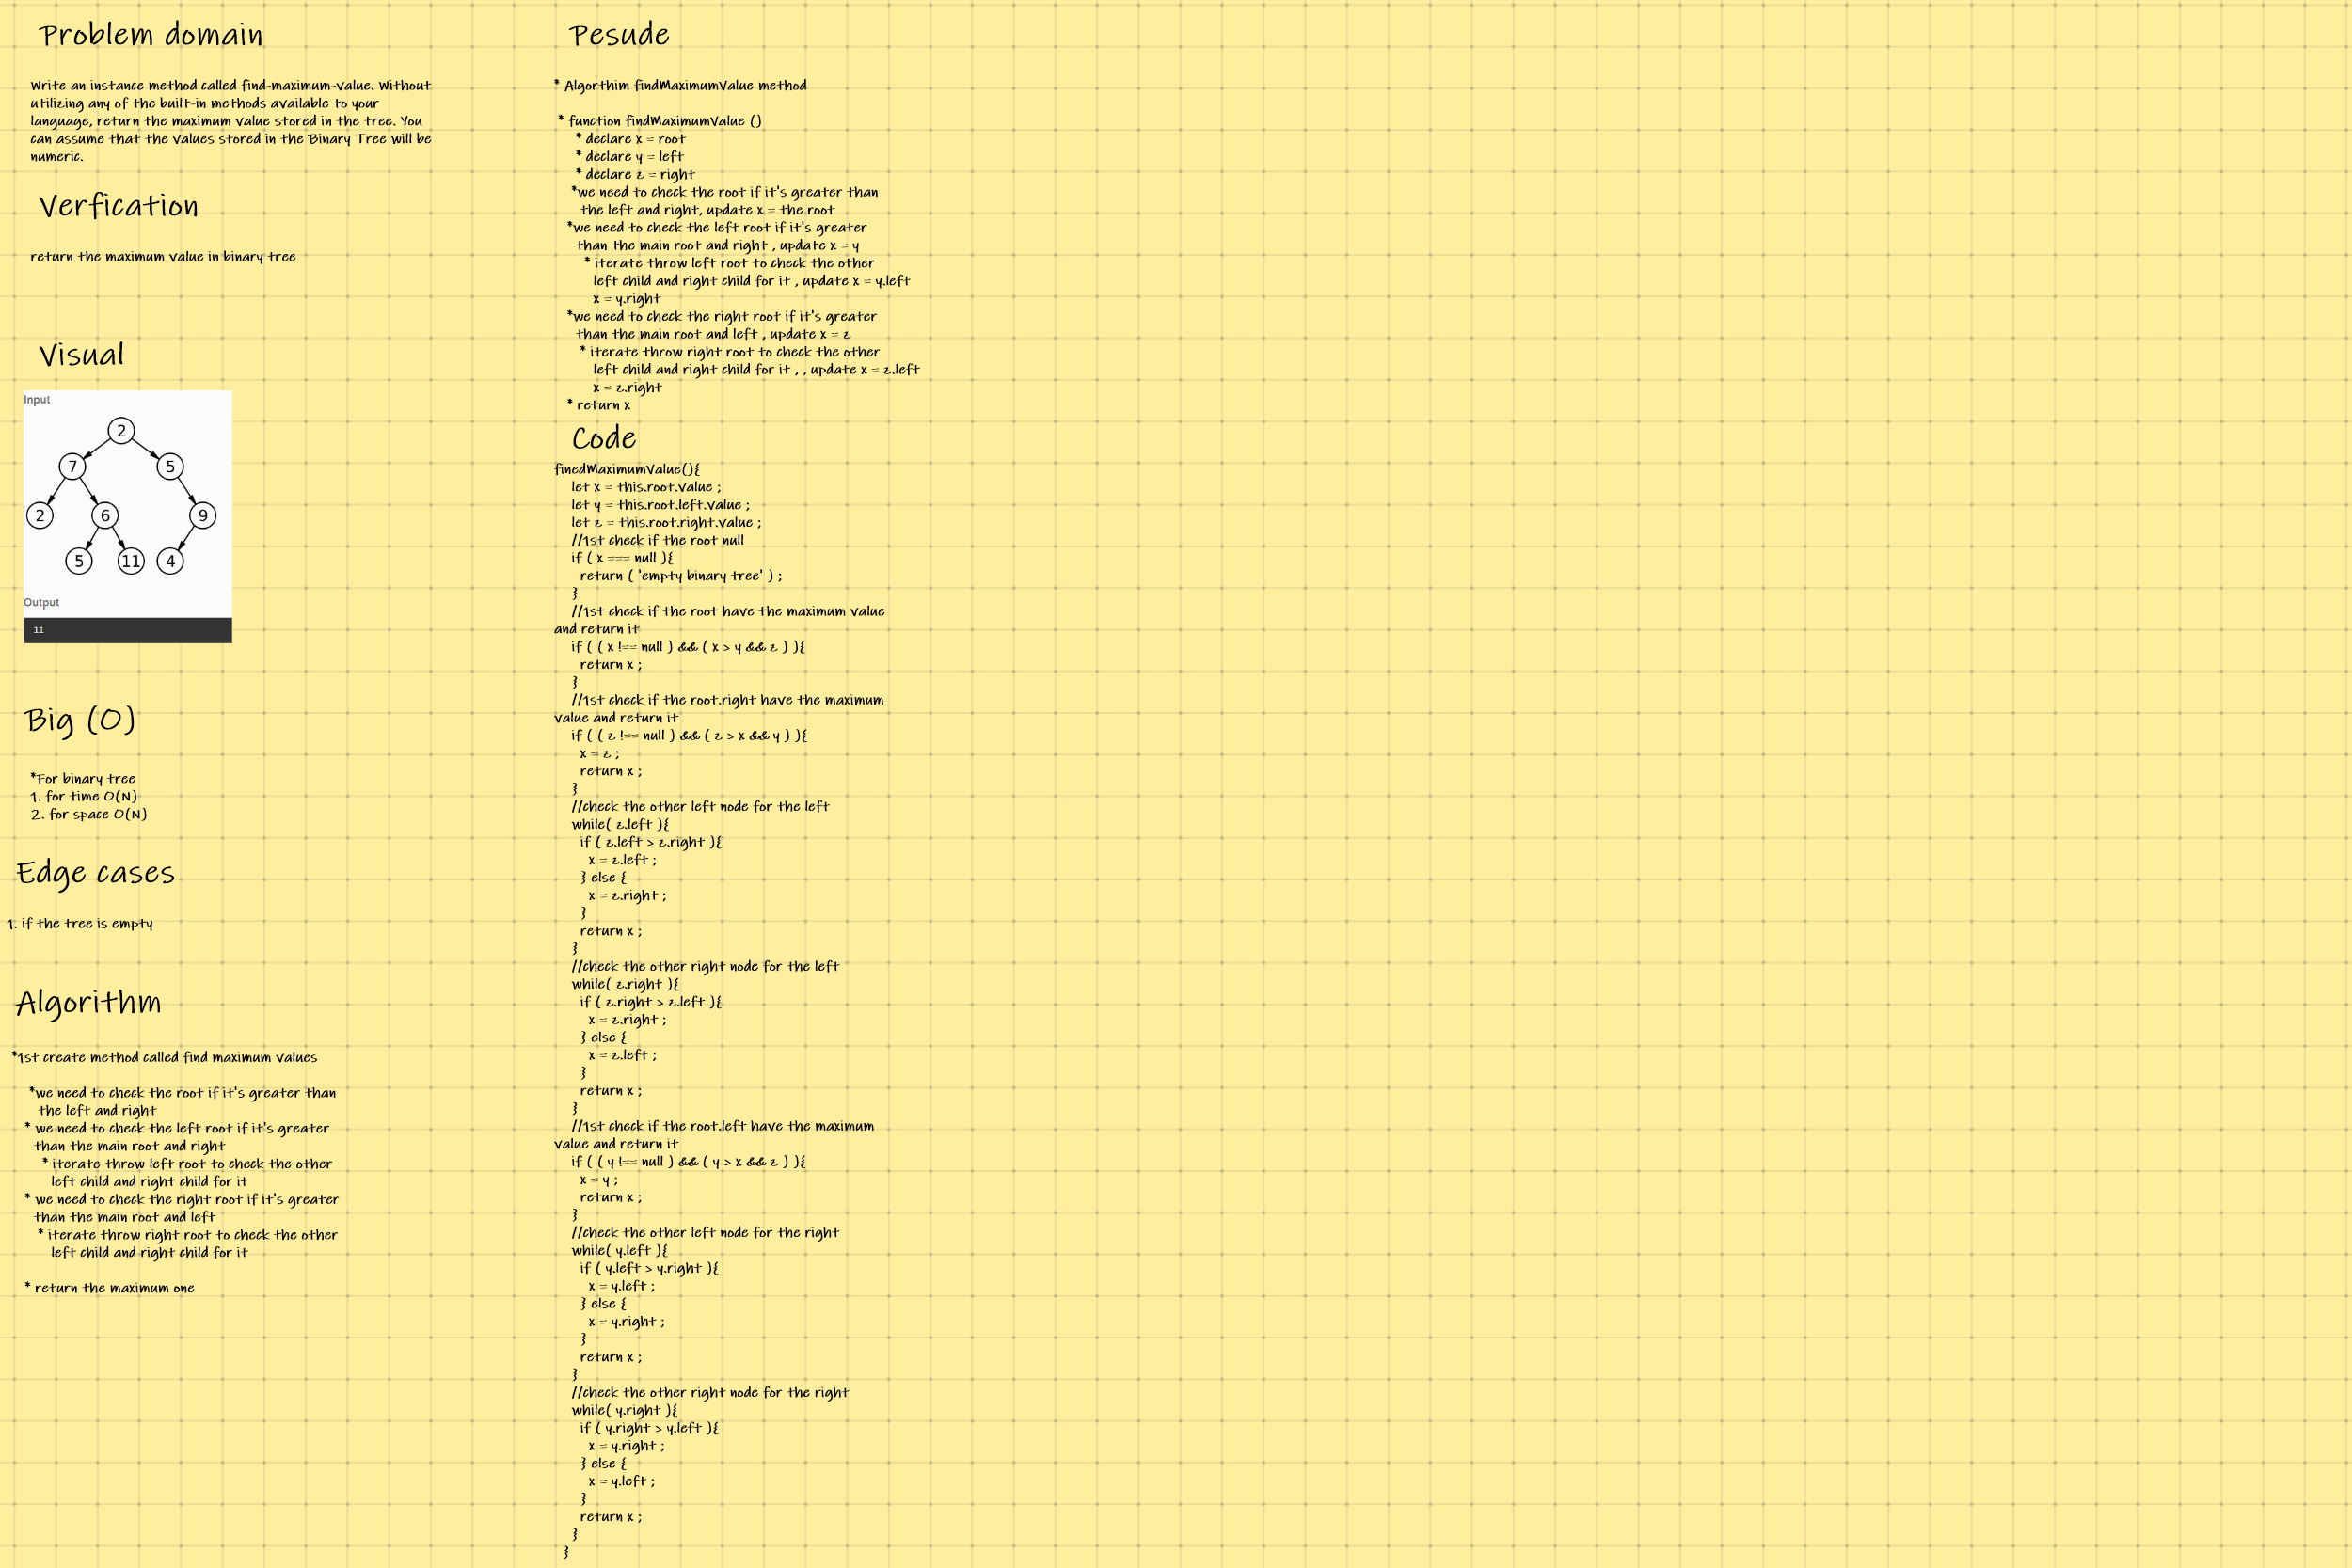 Problem domain
Write an instance method called find-maximum-value. Without
utilizing any of the built-in methods available to your
language, return the maximum value stored in the tree. You
can assume that the values stored in the Binary Tree will be
numeric.
Verfication
return the maximum value in binary tree
Visual
Input
2
7 5
2 6 9
5 11 4
Output
11
Big (O)
*For binary tree
1. for time O(N)
2. for space O(N)
Edge cases
1. if the tree is empty
Algorithm
*1st create method called find maximum values
*we need to check the root if it's greater than
the left and right
* we need to check the left root if it's greater
than the main root and right
* iterate throw left root to check the other
left child and right child for it
* we need to check the right root if it's greater
than the main root and left
* iterate throw right root to check the other
left child and right child for it
* return the maximum one
Pesude
* Algorthim findMaximumValue method
* function findMaximumValue ()
* declare x = root
* declare y = left
* declare z = right
*we need to check the root if it's greater than
the left and right, update x = the root
*we need to check the left root if it's greater
than the main root and right , update x = y
* iterate throw left root to check the other
left child and right child for it , update x = y.left
x = y.right
*we need to check the right root if it's greater
than the main root and left , update x = z
* iterate throw right root to check the other
left child and right child for it , , update x = z.left
x = z.right
* return x
Code
finedMaximumValue(){
let x = this.root.value ;
let y = this.root.left.value ;
let z = this.root.right.value ;
//1st check if the root null
if ( x === null ){
return ( 'empty binary tree' ) ;
}
//1st check if the root have the maximum value
and return it
if ( ( x !== null ) && ( x > y && z ) ){
return x ;
}
//1st check if the root.right have the maximum
value and return it
if ( ( z !== null ) && ( z > x && y ) ){
x = z ;
return x ;
}
//check the other left node for the left
while( z.left ){
if ( z.left > z.right ){
x = z.left ;
} else {
x = z.right ;
}
return x ;
}
//check the other right node for the left
while( z.right ){
if ( z.right > z.left ){
x = z.right ;
} else {
x = z.left ;
}
return x ;
}
//1st check if the root.left have the maximum
value and return it
if ( ( y !== null ) && ( y > x && z ) ){
x = y ;
return x ;
}
//check the other left node for the right
while( y.left ){
if ( y.left > y.right ){
x = y.left ;
} else {
x = y.right ;
}
return x ;
}
//check the other right node for the right
while( y.right ){
if ( y.right > y.left ){
x = y.right ;
} else {
x = y.left ;
}
return x ;
}
}